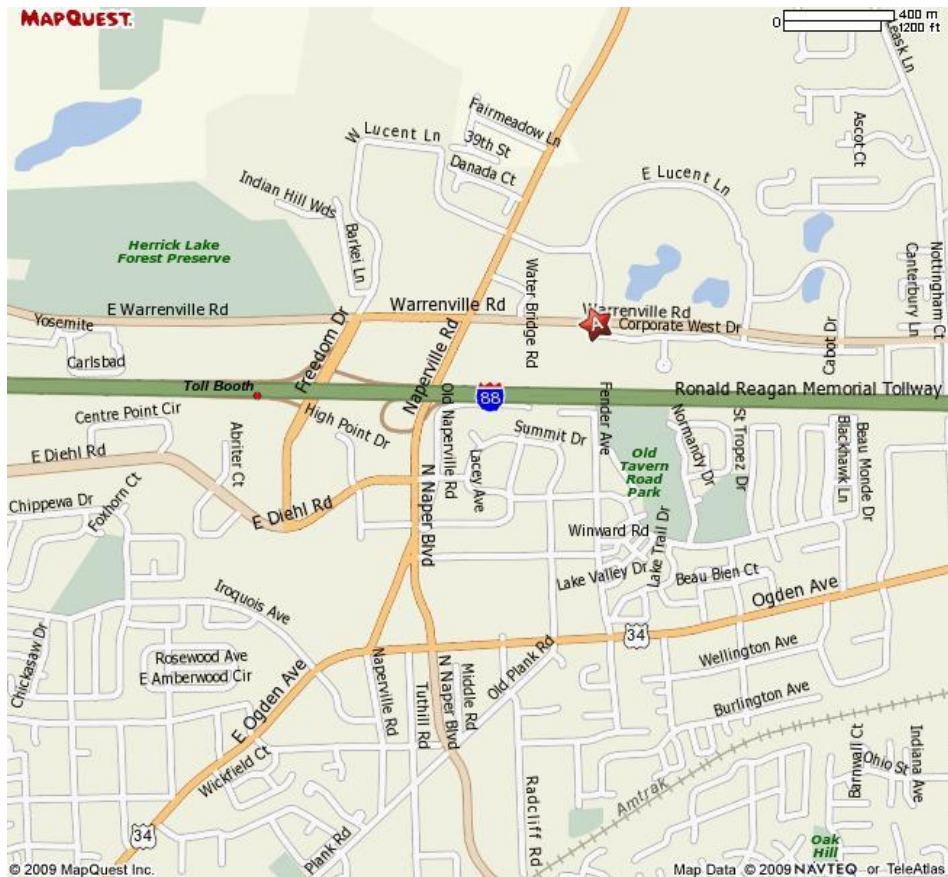 MAPQUEST.
0
400 m
1200 ft
Leask Ln
Fairmeadow Ln
W Lucent Ln
39th St
Ascot Ct
Danada Ct
E Lucent Ln
Indian Hill Wds
Barkei Ln
Herrick Lake
Forest Preserve
Water Bridge Rd
Nottingham Ct
Canterbury Ln
E Warrenville Rd
Warrenville Rd
Warrenville Rd
A
Corporate West Dr
Yosemite
Freedom Dr
Naperville Rd
Cabot Dr
Carlsbad
Toll Booth
88
Ronald Reagan Memorial Tollway
Centre Point Cir
High Point Dr
Old Naperville Rd
Fender Ave
Normandy Dr
St Tropez Dr
Blackhawk Ln
Beau Monde Dr
Abriter Ct
Summit Dr
E Diehl Rd
Lacey Ave
Old
Tavern
Road
Park
Chippewa Dr
Foxhorn Ct
E Diehl Rd
N Naper Blvd
Winward Rd
Lake Trail Dr
Lake Valley Dr
Beau Bien Ct
Iroquois Ave
Ogden Ave
34
Chickasaw Dr
Rosewood Ave
E Amberwood Cir
Wellington Ave
E Ogden Ave
Naperville Rd
Tuthill Rd
N Naper Blvd
Middle Rd
Old Plank Rd
Burlington Ave
Wickfield Ct
Barnwall Ct
Ohio St
Indiana Ave
Radcliff Rd
Amtrak
34
Plank Rd
Oak
Hill
© 2009 MapQuest Inc.
Map Data © 2009 NAVTEQ or TeleAtlas